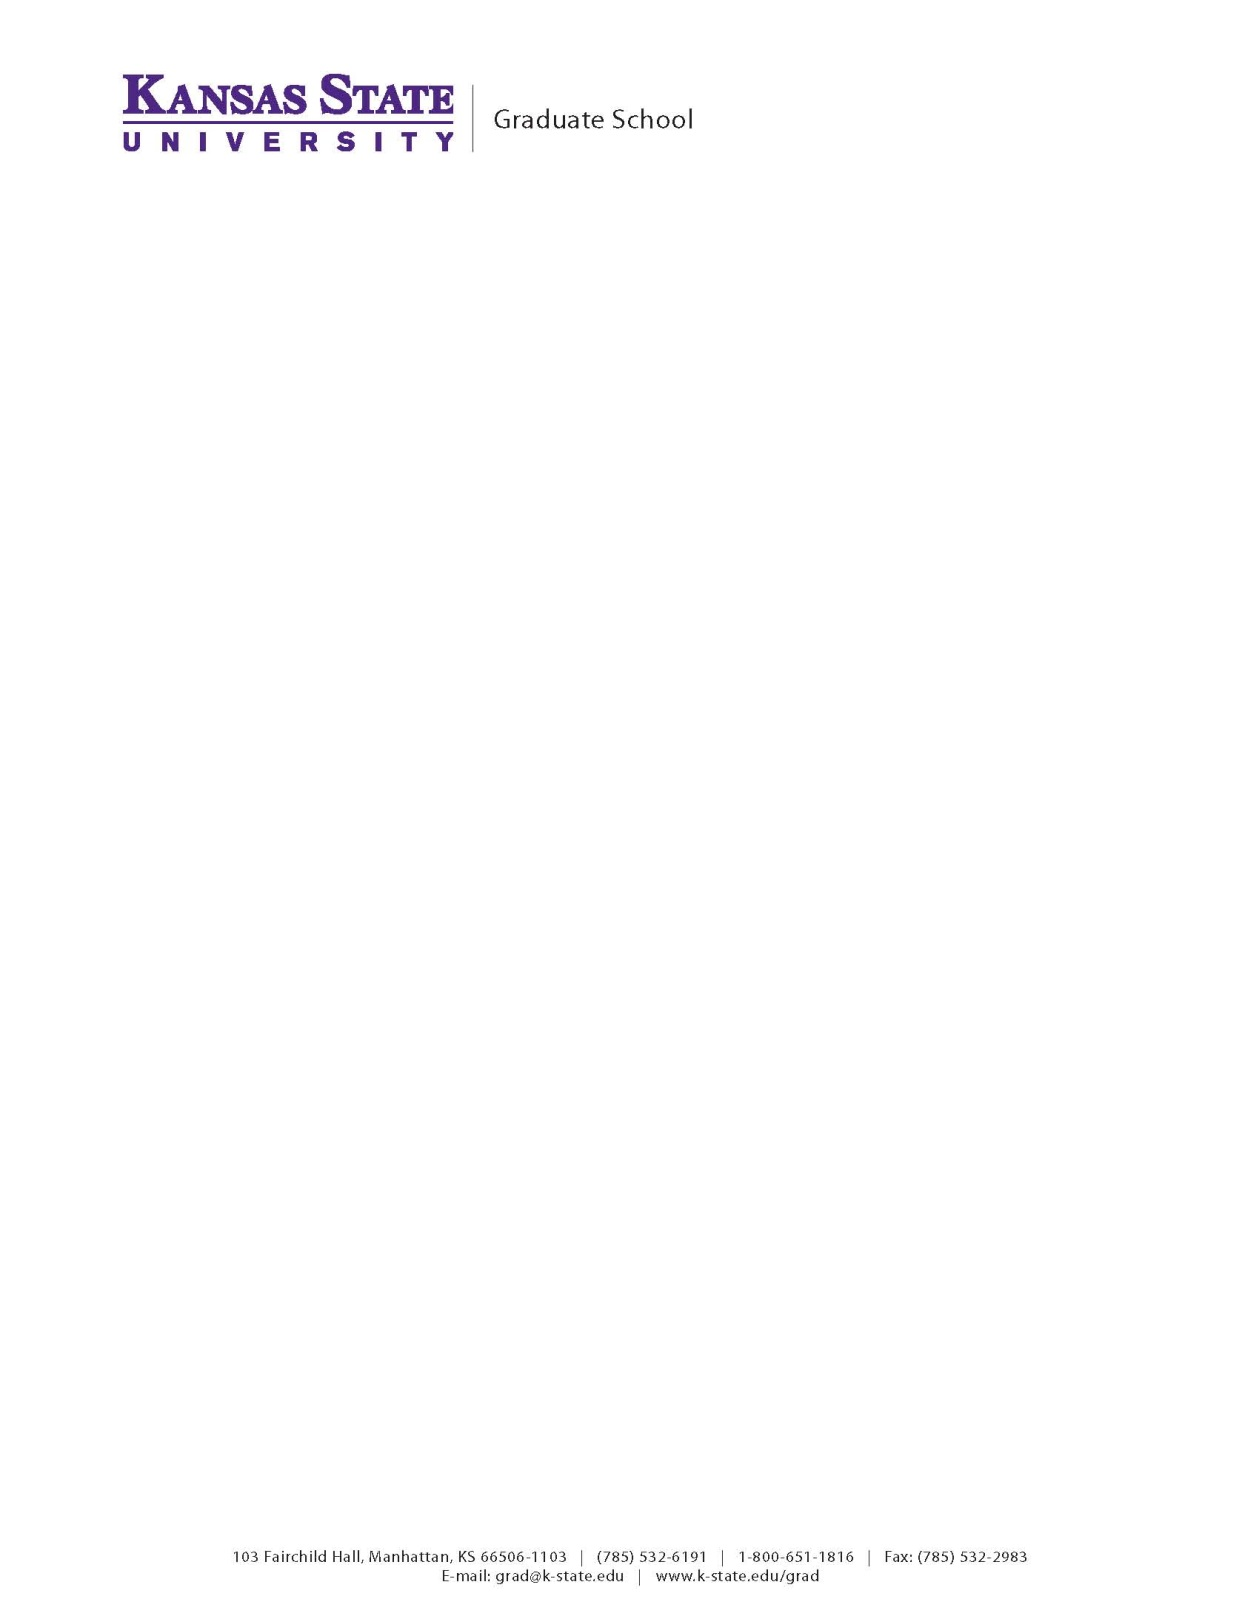 KANSAS STATE
UNIVERSITY
Graduate School
103 Fairchild Hall, Manhattan, KS 66506-1103 | (785) 532-6191 | 1-800-651-1816 | Fax: (785) 532-2983
E-mail: grad@k-state.edu | www.k-state.edu/grad